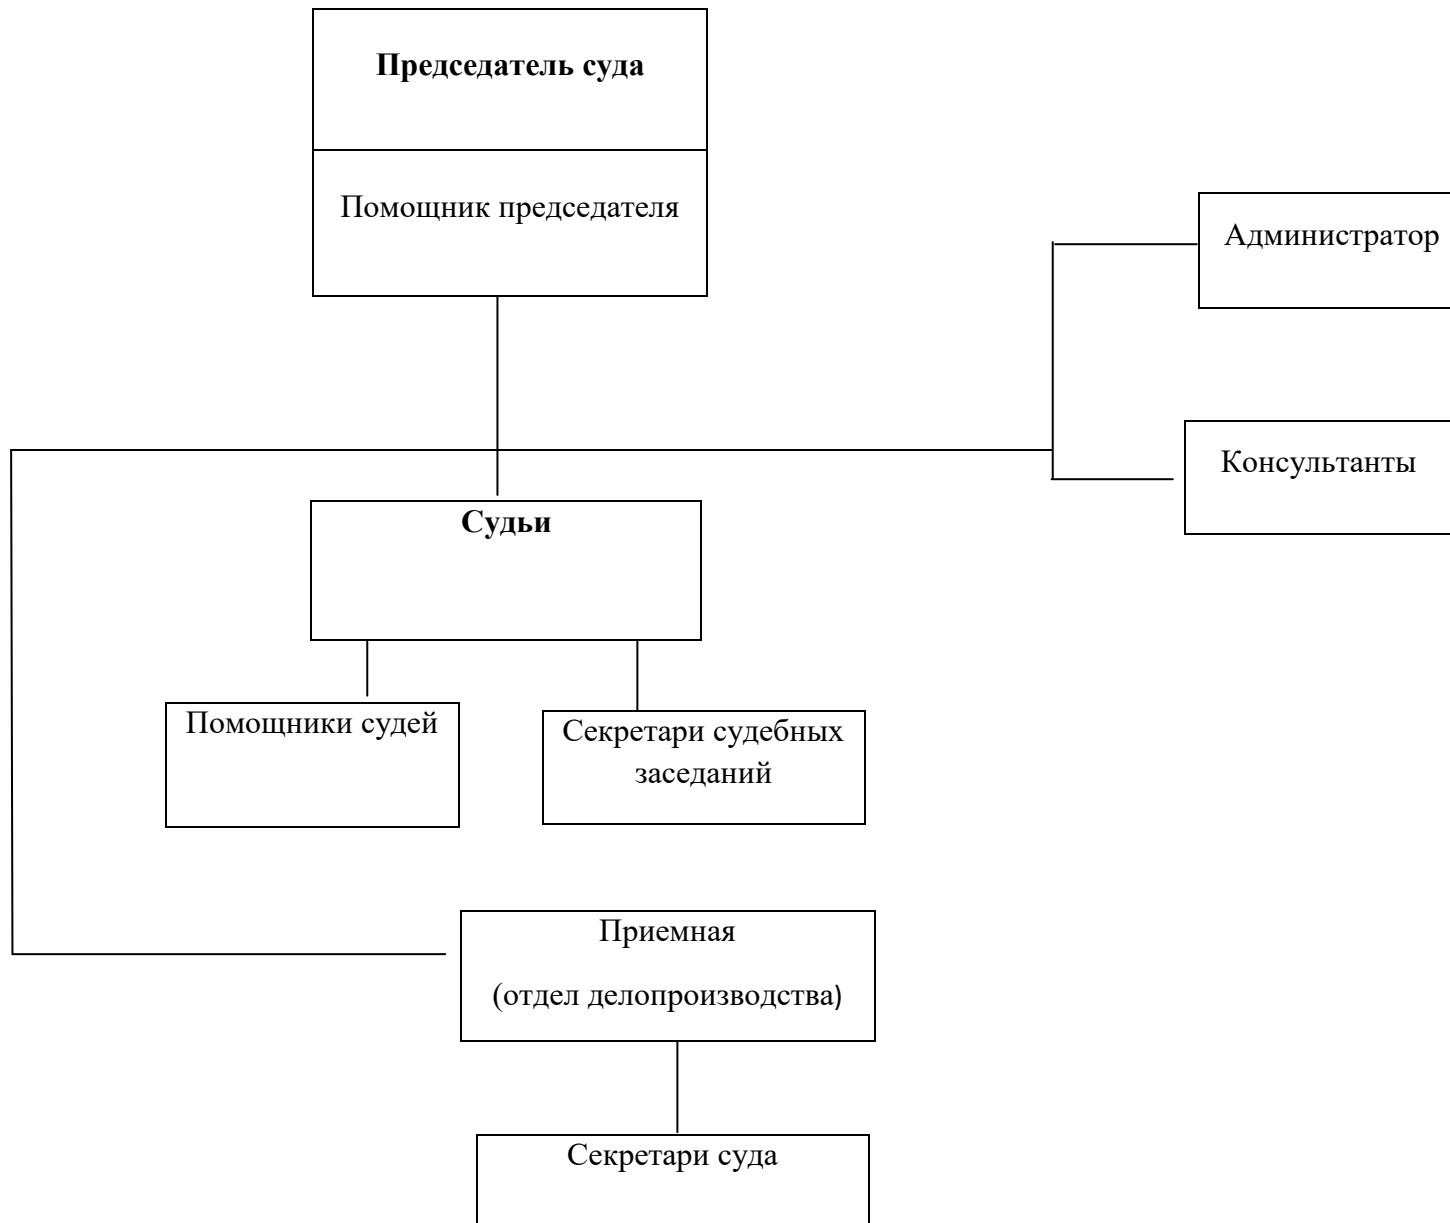 Председатель суда
Помощник председателя
Администратор
Консультанты
Судьи
Помощники судей
Секретари судебных
заседаний
Приемная
(отдел делопроизводства)
Секретари суда